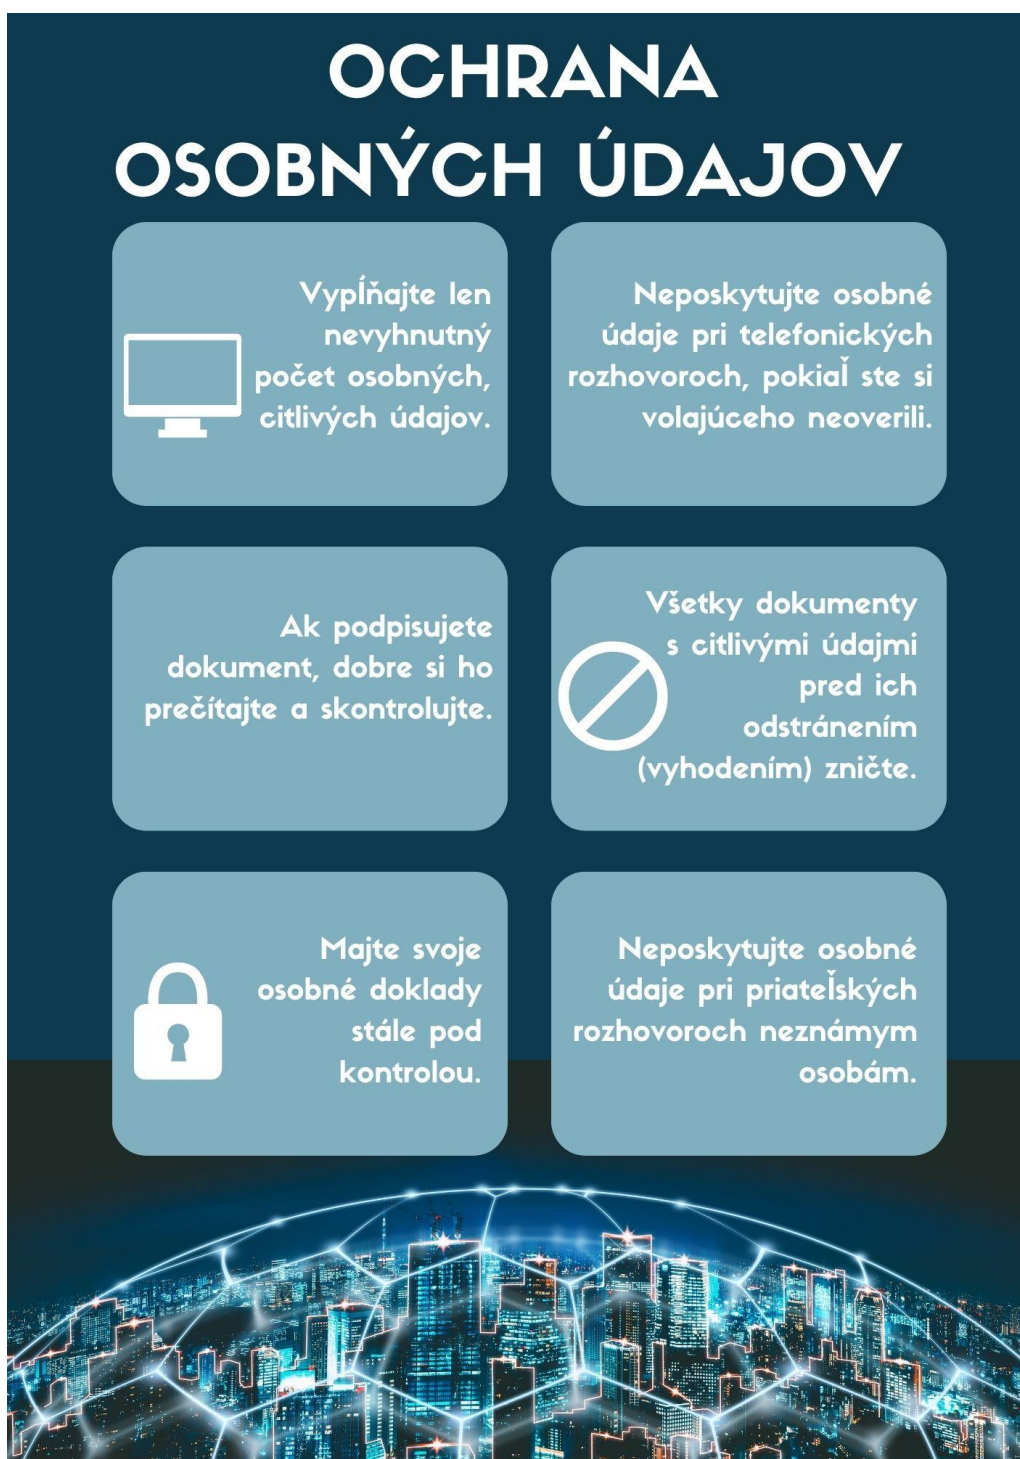 OCHRANA
OSOBNÝCH ÚDAJOV
Vypĺňajte len
nevyhnutný
počet osobných,
citlivých údajov.
Neposkytujte osobné
údaje pri telefonických
rozhovoroch, pokiaľ ste si
volajúceho neoverili.
Ak podpisujete
dokument, dobre si ho
prečítajte a skontrolujte.
Všetky dokumenty
s citlivými údajmi
pred ich
odstránením
(vyhodením) zničte.
Majte svoje
osobné doklady
stále pod
kontrolou.
Neposkytujte osobné
údaje pri priateľských
rozhovoroch neznámym
osobám.